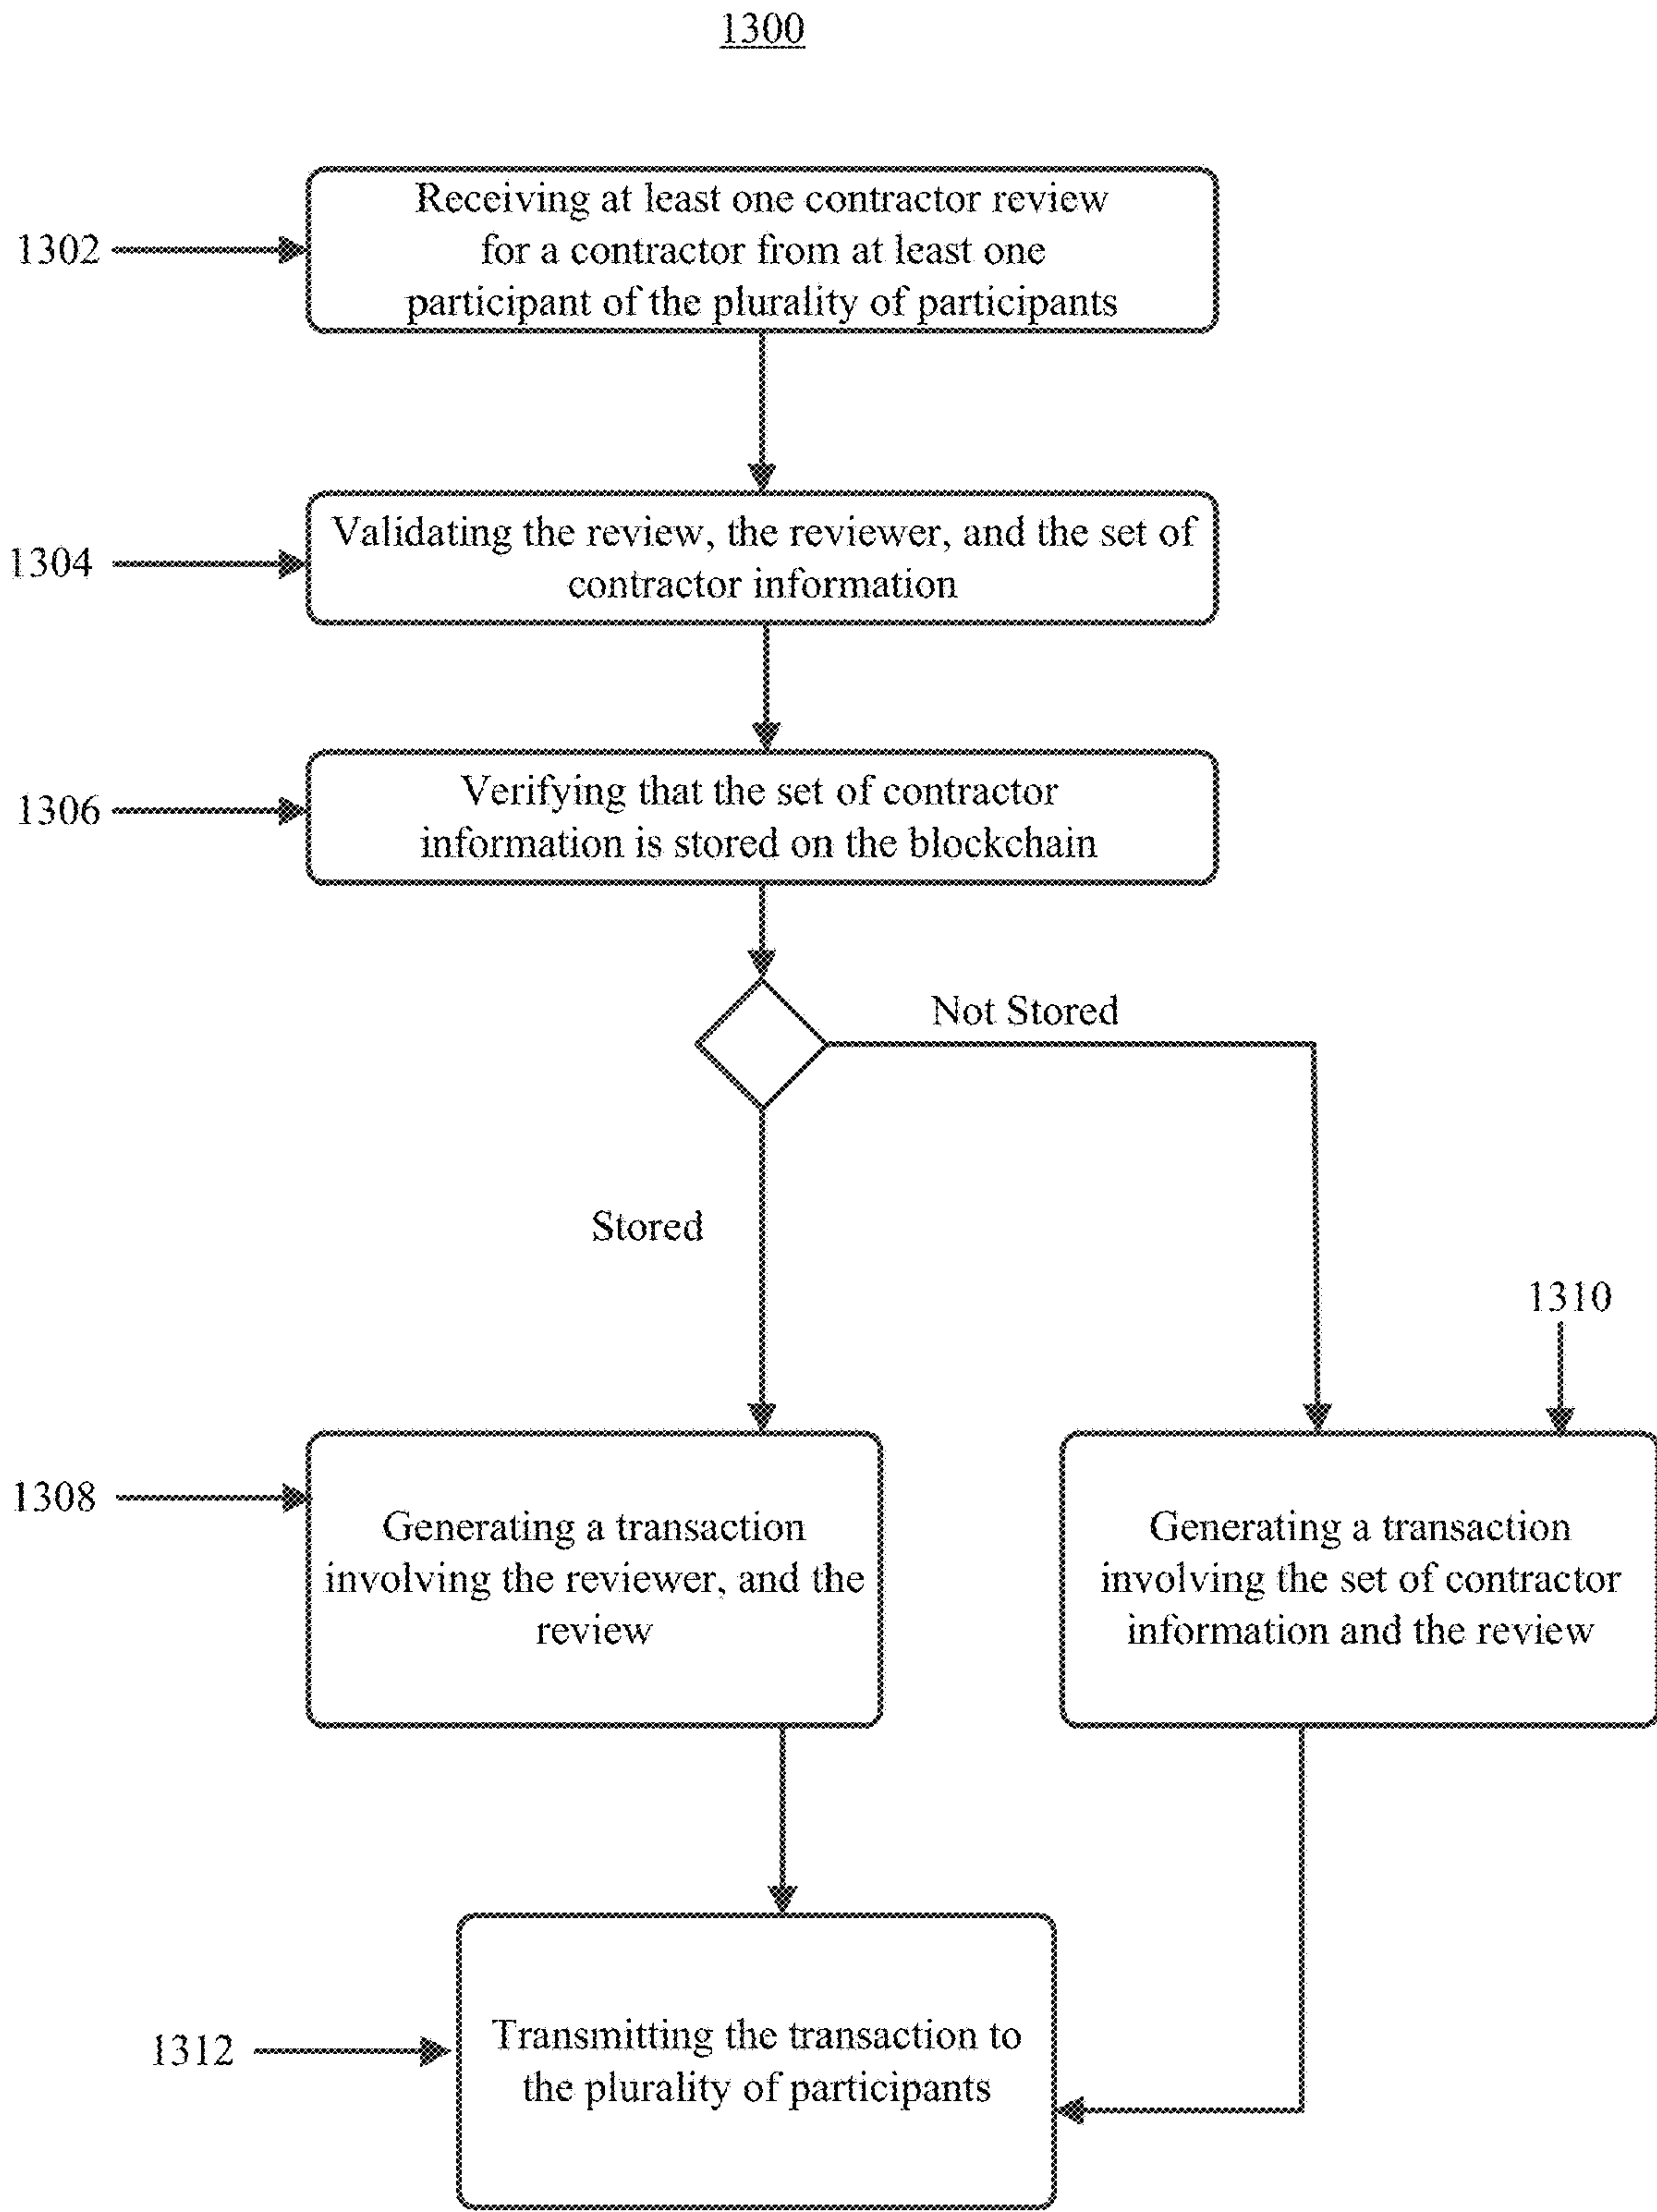 1300
1302
Receiving at least one contractor review
for a contractor from at least one
participant of the plurality of participants
1304
Validating the review, the reviewer, and the set of
contractor information
1306
Verifying that the set of contractor
information is stored on the blockchain
Not Stored
Stored
1310
1308
Generating a transaction
involving the reviewer, and the
review
Generating a transaction
involving the set of contractor
information and the review
1312
Transmitting the transaction to
the plurality of participants